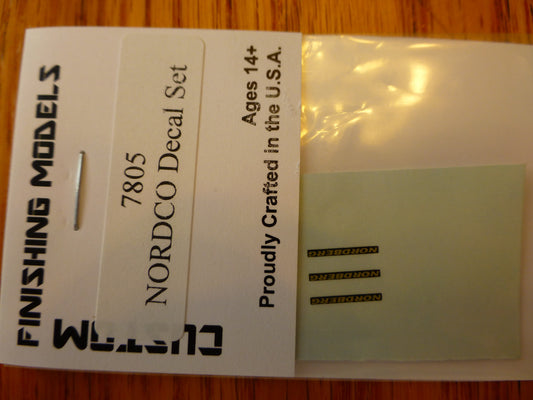 CUSTOM
FINISHING MODELS
7805
NORDCO Decal Set
Ages 14+
Proudly Crafted in the U.S.A.
NORDBERG
NORDBERG
NORDBERG